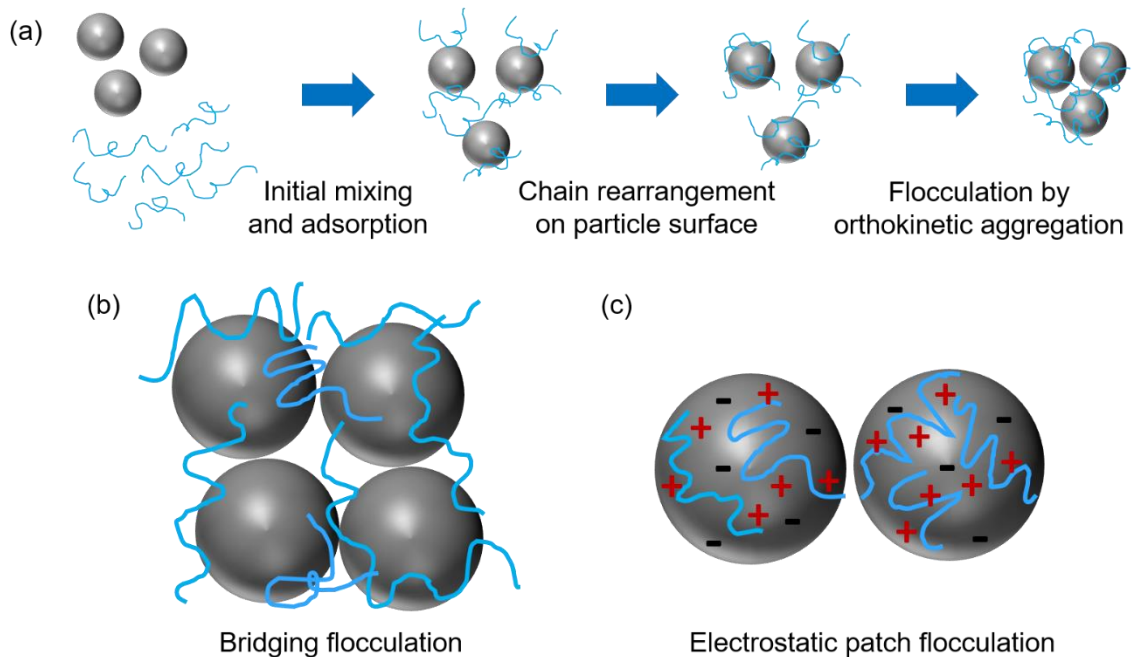 (a)
Initial mixing
and adsorption
Chain rearrangement
on particle surface
Flocculation by
orthokinetic aggregation
(b)
Bridging flocculation
(c)
+ - + - - + + + - + -
+ - + + - + + + + -
Electrostatic patch flocculation